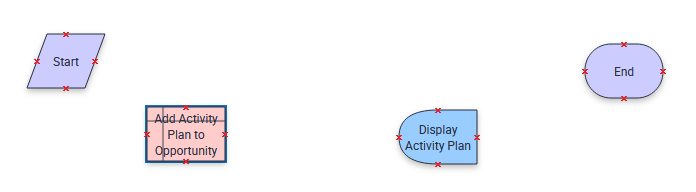 Start
End
Add Activity
Plan to
Opportunity
Display
Activity Plan